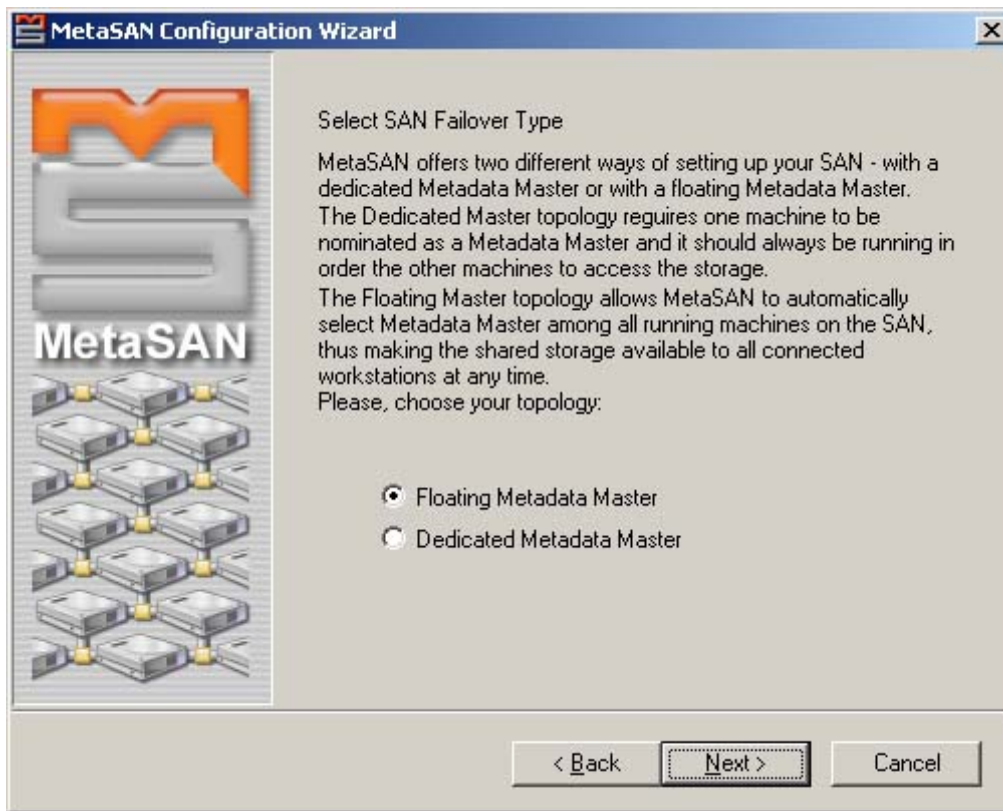 MetaSAN Configuration Wizard
MetaSAN
Select SAN Failover Type
MetaSAN offers two different ways of setting up your SAN - with a
dedicated Metadata Master or with a floating Metadata Master.
The Dedicated Master topology reguires one machine to be
nominated as a Metadata Master and it should always be running in
order the other machines to access the storage.
The Floating Master topology allows MetaSAN to automatically
select Metadata Master among all running machines on the SAN,
thus making the shared storage available to all connected
workstations at any time.
Please, choose your topology:
Floating Metadata Master
Dedicated Metadata Master
< Back
Next >
Cancel